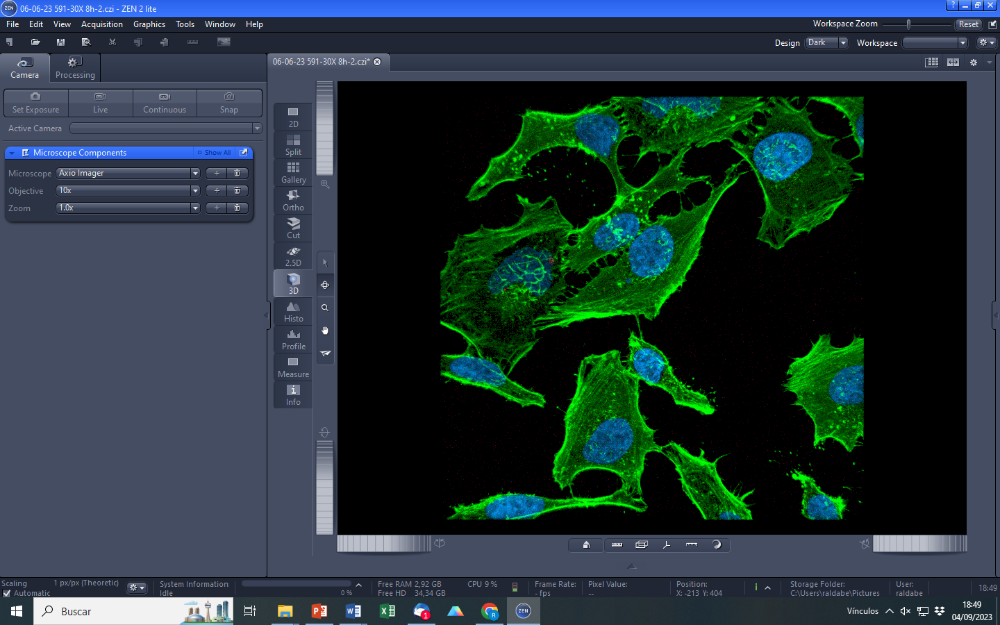 ZEN 06-06-23 591-30X 8h-2.czi - ZEN 2 lite
File Edit View Acquisition Graphics Tools Window Help
Workspace Zoom Reset
Design Dark Workspace
Camera Processing
06-06-23 591-30X 8h-2.czi*
Set Exposure Live Continuous Snap
Active Camera
Microscope Components Show All
Microscope Axio Imager
Objective 10x
Zoom 1.0x
2D
Split
Gallery
Ortho
Cut
2.5D
3D
Histo
Profile
Measure
Info
Scaling 1 px/px (Theoretic)
Automatic
System Information:
Idle
0 %
Free RAM 2,92 GB
Free HD 34,34 GB
CPU 9 %
Frame Rate:
- fps
Pixel Value:
--
Position:
X: -213 Y: 404
Storage Folder:
C:\Users\raldabe\Pictures
User:
raldabe
18:49
Buscar
1
R
ZEN
Vínculos
18:49
04/09/2023